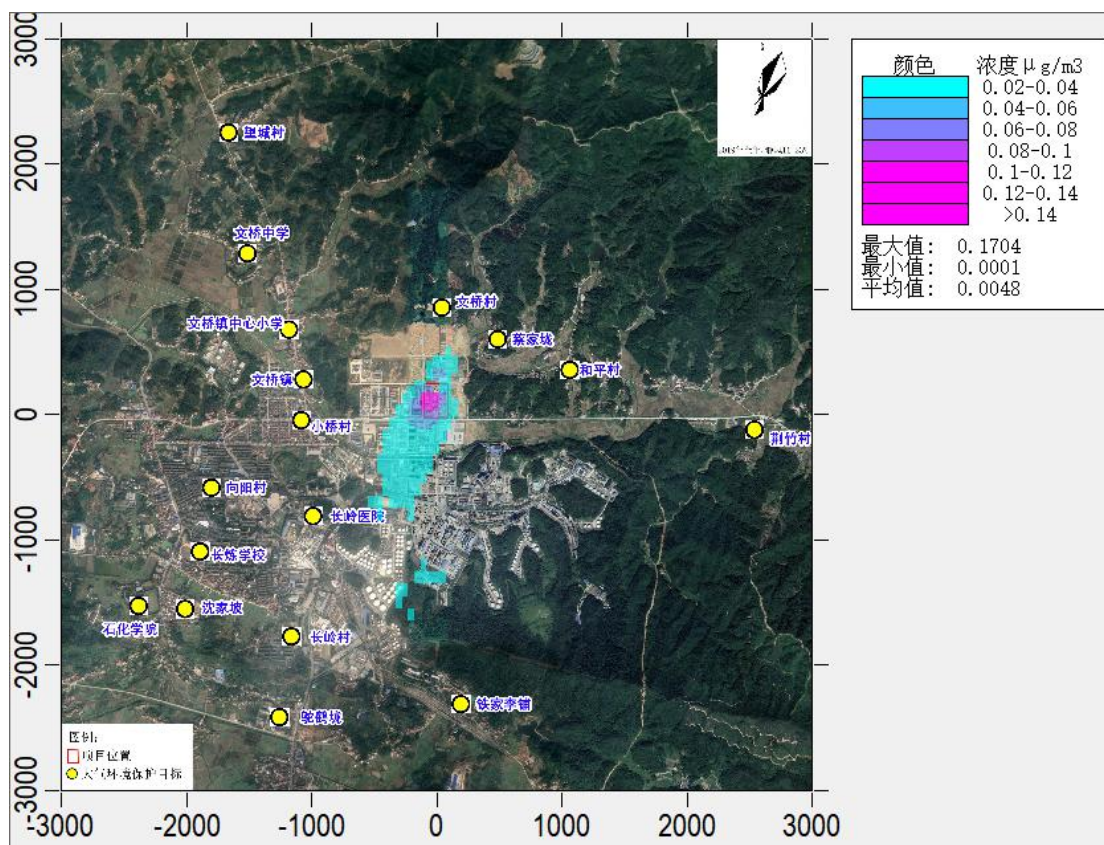 3000
2000
1000
0
-1000
-2000
-3000
-3000
-2000
-1000
0
1000
2000
3000
望城村
文桥中学
文桥村
文桥镇中心小学
蔡家垅
和平村
文桥镇
小桥村
荆竹村
向阳村
长岭医院
长炼学校
沈家坡
石化学院
长岭村
铁家李铺
鸵鹤垅
图例:
项目位置
大气环境保护目标
颜色 浓度μg/m3
0.02-0.04
0.04-0.06
0.06-0.08
0.08-0.1
0.1-0.12
0.12-0.14
>0.14
最大值: 0.1704
最小值: 0.0001
平均值: 0.0048